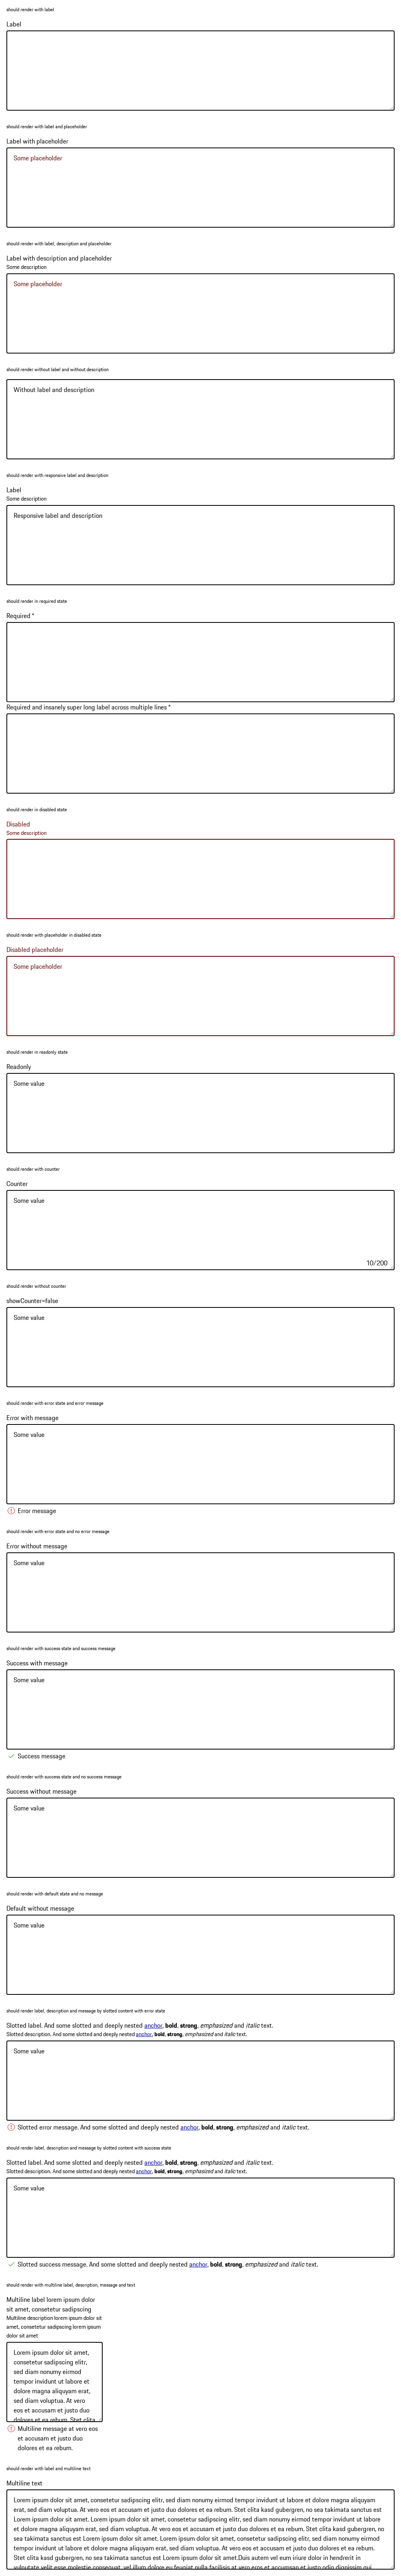 should render with label
Label
should render with label and placeholder
Label with placeholder
Some placeholder
should render with label, description and placeholder
Label with description and placeholder
Some description
Some placeholder
should render without label and without description
Without label and description
should render with responsive label and description
Label
Some description
Responsive label and description
should render in required state
Required *
Required and insanely super long label across multiple lines *
should render in disabled state
Disabled
Some description
should render with placeholder in disabled state
Disabled placeholder
Some placeholder
should render in readonly state
Readonly
Some value
should render with counter
Counter
Some value
10/200
should render without counter
showCounter=false
Some value
should render with error state and error message
Error with message
Some value
Error message
should render with error state and no error message
Error without message
Some value
should render with success state and success message
Success with message
Some value
Success message
should render with success state and no success message
Success without message
Some value
should render with default state and no message
Default without message
Some value
should render label, description and message by slotted content with error state
Slotted label. And some slotted and deeply nested anchor, bold, strong, emphasized and italic text.
Slotted description. And some slotted and deeply nested anchor, bold, strong, emphasized and italic text.
Some value
Slotted error message. And some slotted and deeply nested anchor, bold, strong, emphasized and italic text.
should render label, description and message by slotted content with success state
Slotted label. And some slotted and deeply nested anchor, bold, strong, emphasized and italic text.
Slotted description. And some slotted and deeply nested anchor, bold, strong, emphasized and italic text.
Some value
Slotted success message. And some slotted and deeply nested anchor, bold, strong, emphasized and italic text.
should render with multiline label, description, message and text
Multiline label lorem ipsum dolor
sit amet, consetetur sadipscing
Multiline description lorem ipsum dolor sit
amet, consetetur sadipscing lorem ipsum
dolor sit amet
Lorem ipsum dolor sit amet,
consetetur sadipscing elitr,
sed diam nonumy eirmod
tempor invidunt ut labore et
dolore magna aliquyam erat,
sed diam voluptua. At vero
eos et accusam et justo duo
dolores et ea rebum. Stet clita
Multiline message at vero eos
et accusam et justo duo
dolores et ea rebum.
should render with label and multiline text
Multiline text
Lorem ipsum dolor sit amet, consetetur sadipscing elitr, sed diam nonumy eirmod tempor invidunt ut labore et dolore magna aliquyam
erat, sed diam voluptua. At vero eos et accusam et justo duo dolores et ea rebum. Stet clita kasd gubergren, no sea takimata sanctus est
Lorem ipsum dolor sit amet. Lorem ipsum dolor sit amet, consetetur sadipscing elitr, sed diam nonumy eirmod tempor invidunt ut labore
et dolore magna aliquyam erat, sed diam voluptua. At vero eos et accusam et justo duo dolores et ea rebum. Stet clita kasd gubergren, no
sea takimata sanctus est Lorem ipsum dolor sit amet. Lorem ipsum dolor sit amet, consetetur sadipscing elitr, sed diam nonumy eirmod
tempor invidunt ut labore et dolore magna aliquyam erat, sed diam voluptua. At vero eos et accusam et justo duo dolores et ea rebum.
Stet clita kasd gubergren, no sea takimata sanctus est Lorem ipsum dolor sit amet.Duis autem vel eum iriure dolor in hendrerit in
vulputate velit esse molestie consequat, vel illum dolore eu feugiat nulla facilisis at vero eros et accumsan et iusto odio dignissim qui